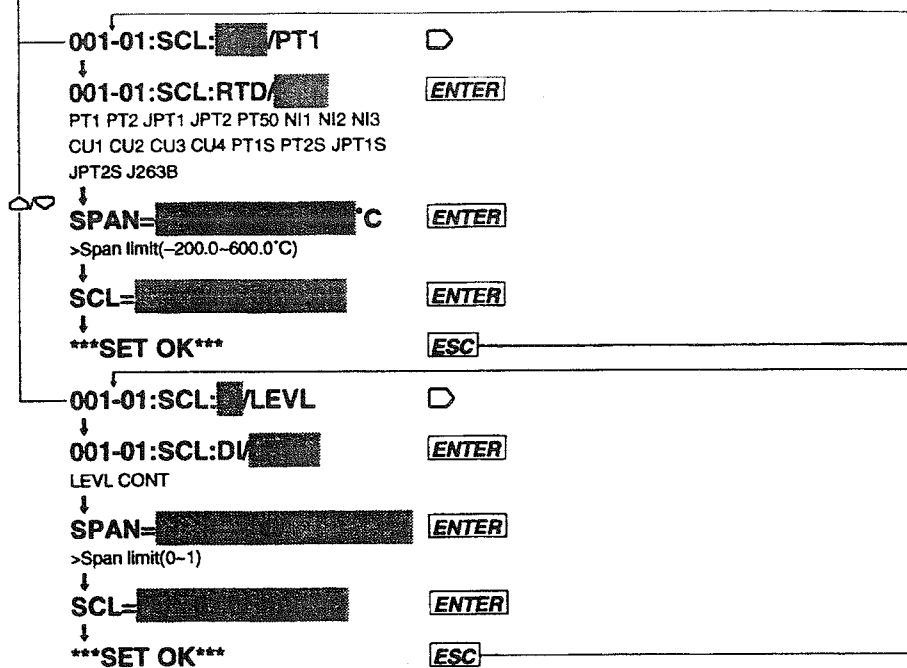 001-01:SCL: /PT1
001-01:SCL:RTD/ ENTER
PT1 PT2 JPT1 JPT2 PT50 NI1 NI2 NI3
CU1 CU2 CU3 CU4 PT1S PT2S JPT1S
JPT2S J263B
SPAN= °C ENTER
>Span limit(–200.0~600.0°C)
SCL= ENTER
***SET OK*** ESC
001-01:SCL: /LEVL
001-01:SCL:DI/ ENTER
LEVL CONT
SPAN= ENTER
>Span limit(0~1)
SCL= ENTER
***SET OK*** ESC